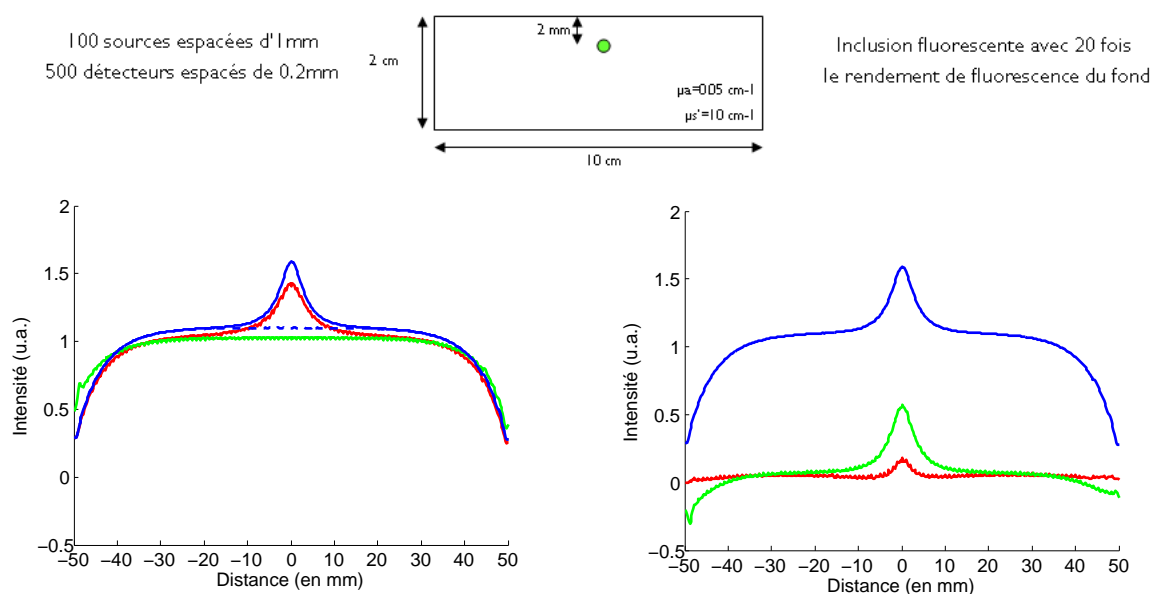 100 sources espacées d'1mm
500 détecteurs espacés de 0.2mm
2 cm
2 mm
µa=0.05 cm-1
µs'=10 cm-1
10 cm
Inclusion fluorescente avec 20 fois
le rendement de fluorescence du fond
2
1.5
1
0.5
0
−0.5
Intensité (u.a.)
−50 −40 −30 −20 −10 0 10 20 30 40 50
Distance (en mm)
2
1.5
1
0.5
0
−0.5
Intensité (u.a.)
−50 −40 −30 −20 −10 0 10 20 30 40 50
Distance (en mm)